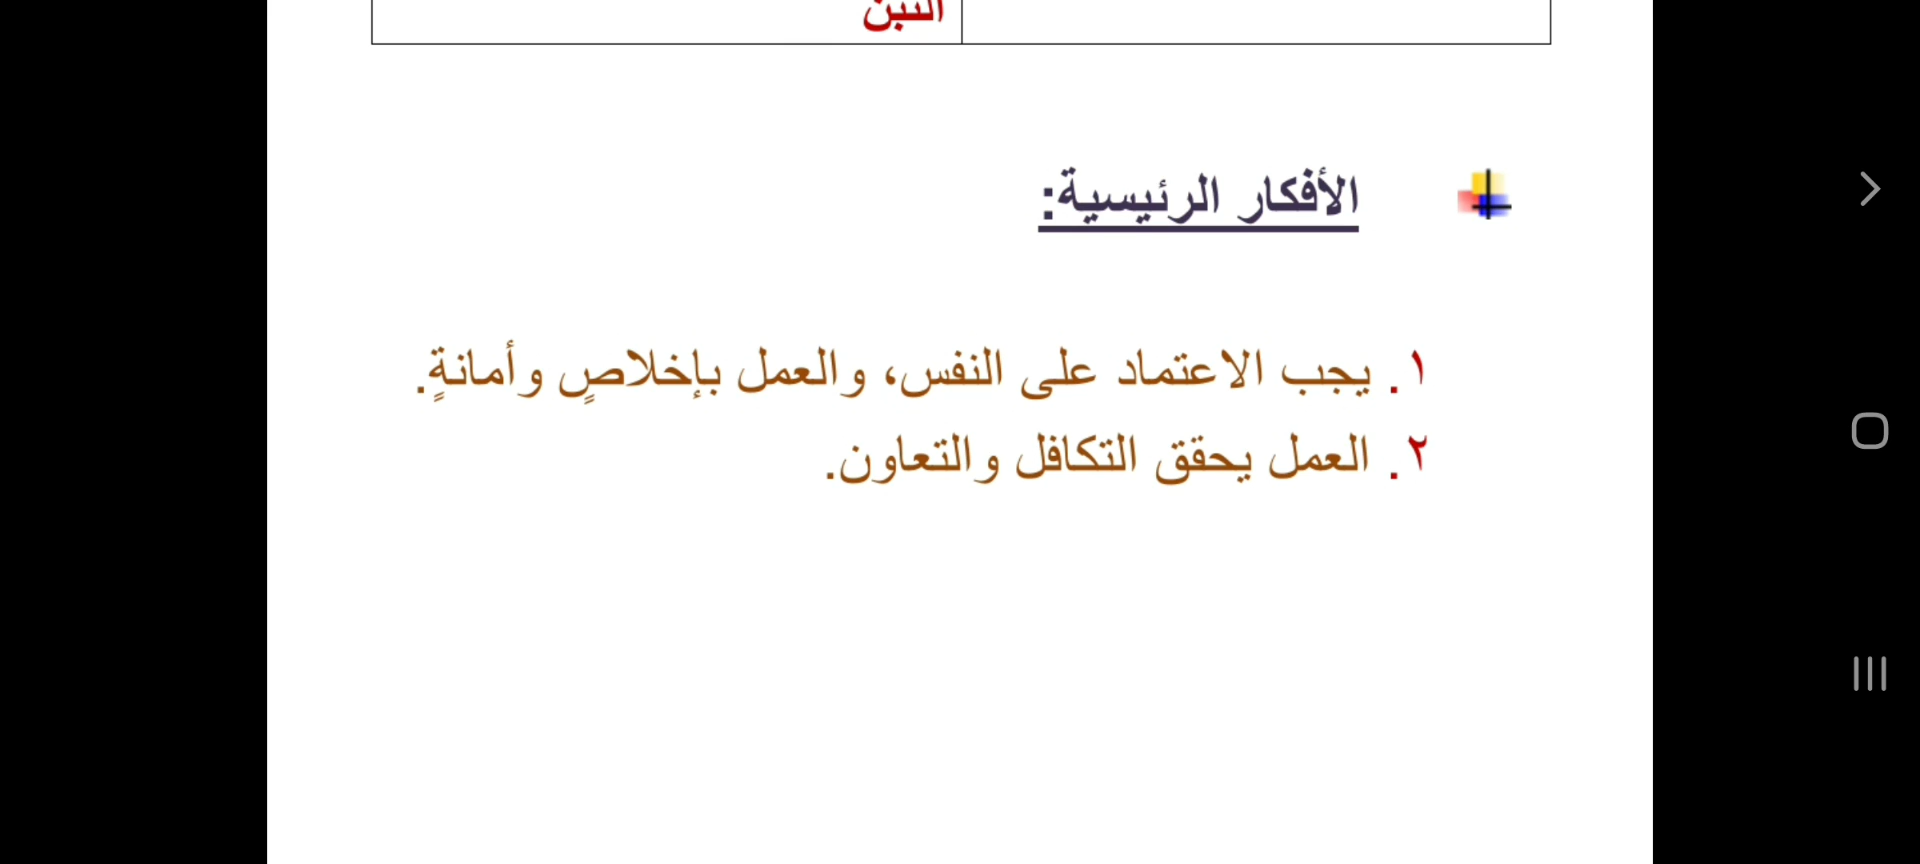 الأفكار الرئيسية:
١. يجب الاعتماد على النفس، والعمل بإخلاصٍ وأمانةٍ.
٢. العمل يحقق التكافل والتعاون.